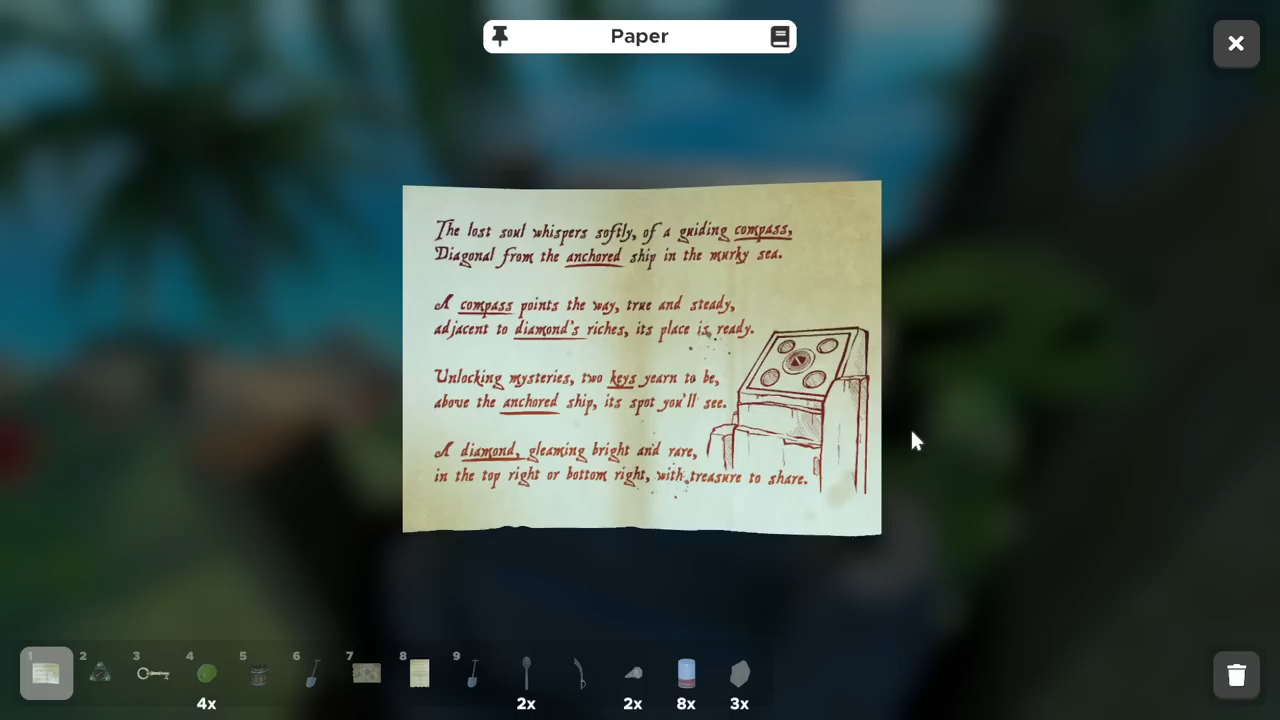 Paper
The lost soul whispers softly, of a guiding compass,
Diagonal from the anchored ship in the murky sea.
A compass points the way, true and steady,
adjacent to diamond's riches, its place is ready.
Unlocking mysteries, two keys yearn to be,
above the anchored ship, its spot you'll see.
A diamond, gleaming bright and rare,
in the top right or bottom right, with treasure to share.
1 2 3 4 5 6 7 8 9
4x 2x 2x 8x 3x